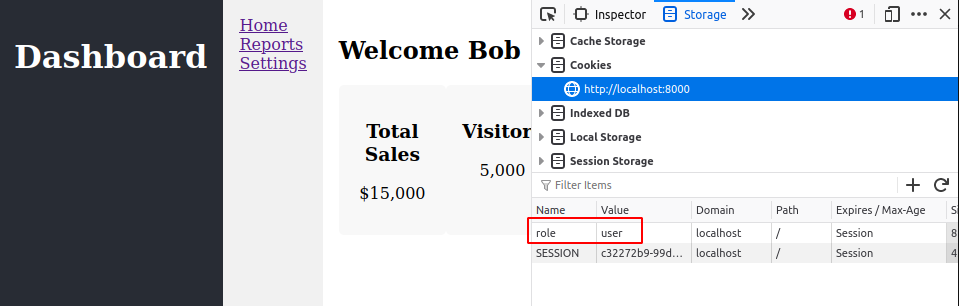 Dashboard
Home
Reports
Settings
Welcome Bob
Total
Sales
$15,000
Visitor
5,000
Inspector
Storage
1
Cache Storage
Cookies
http://localhost:8000
Indexed DB
Local Storage
Session Storage
Filter Items
Name Value Domain Path Expires / Max-Age Si
role user localhost / Session 8
SESSION c32272b9-99d... localhost / Session 4